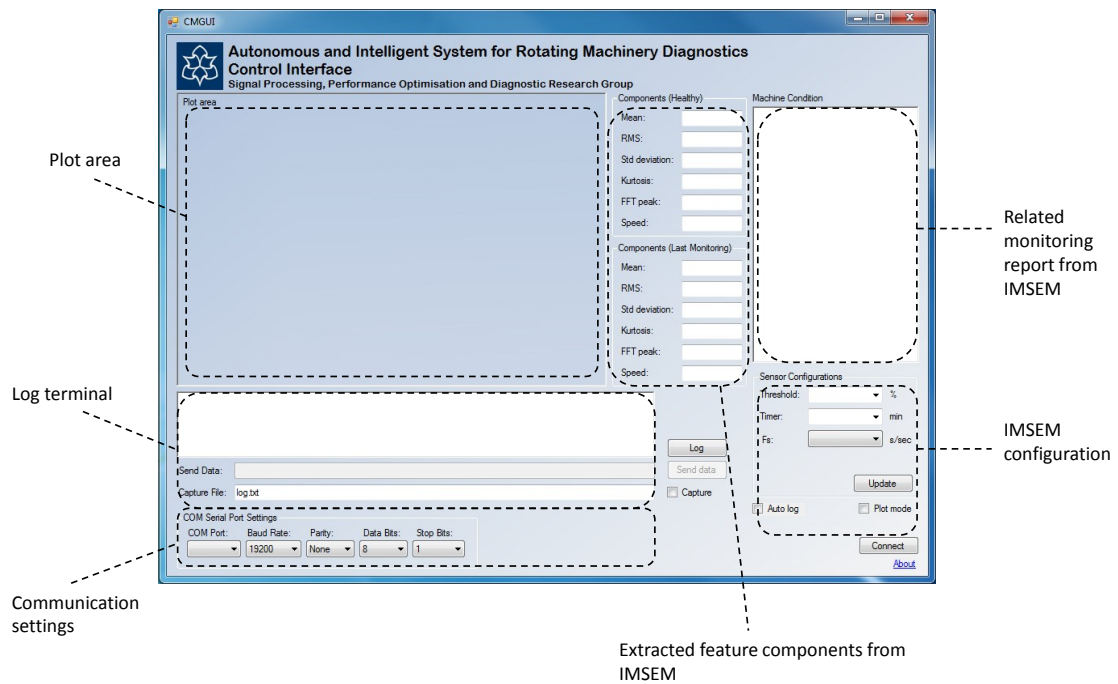 CMGUI
Autonomous and Intelligent System for Rotating Machinery Diagnostics
Control Interface
Signal Processing, Performance Optimisation and Diagnostic Research Group
Plot area
Components (Healthy)
Mean:
RMS:
Std deviation:
Kurtosis:
FFT peak:
Speed:
Components (Last Monitoring)
Mean:
RMS:
Std deviation:
Kurtosis:
FFT peak:
Speed:
Machine Condition
Sensor Configurations
Threshold: %
Timer: min
Fs: s/sec
Update
Auto log Plot mode
Connect
About
Log
Send Data: Send data
Capture File: log.txt Capture
COM Serial Port Settings
COM Port: Baud Rate: Parity: Data Bits: Stop Bits:
19200 None 8 1
Plot area
Log terminal
Communication
settings
Related
monitoring
report from
IMSEM
IMSEM
configuration
Extracted feature components from
IMSEM